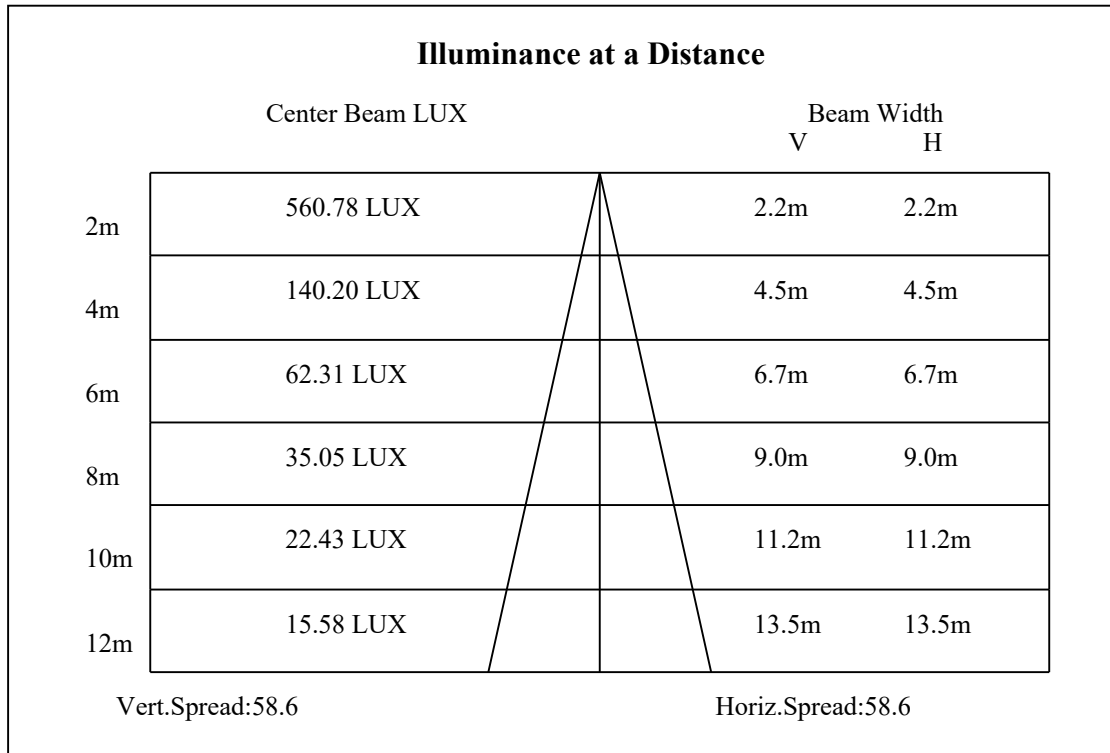 Illuminance at a Distance
Center Beam LUX Beam Width
V H
2m 560.78 LUX 2.2m 2.2m
4m 140.20 LUX 4.5m 4.5m
6m 62.31 LUX 6.7m 6.7m
8m 35.05 LUX 9.0m 9.0m
10m 22.43 LUX 11.2m 11.2m
12m 15.58 LUX 13.5m 13.5m
Vert.Spread:58.6 Horiz.Spread:58.6